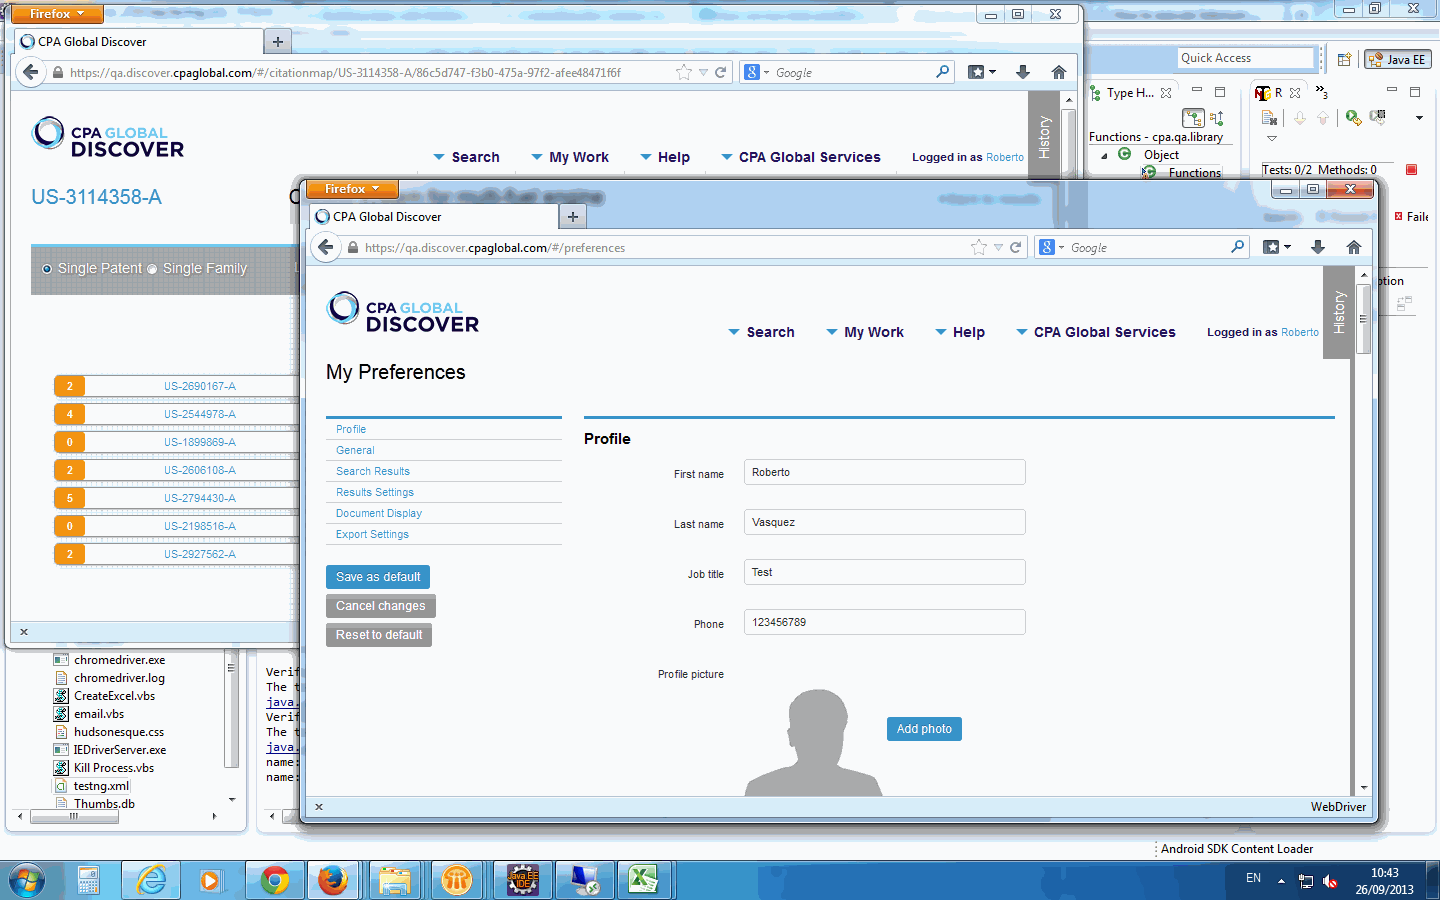 Firefox
CPA Global Discover
https://qa.discover.cpaglobal.com/#/citationmap/US-3114358-A/86c5d747-f3b0-475a-97f2-afee48471f6f
Google
Quick Access
Java EE
Type H...
R
3
Functions - cpa.qa.library
Object
Functions
Tests: 0/2 Methods: 0
Faile
ption
CPA GLOBAL
DISCOVER
Search
My Work
Help
CPA Global Services
Logged in as Roberto
History
US-3114358-A
Single Patent
Single Family
2 US-2690167-A
4 US-2544978-A
0 US-1899869-A
2 US-2606108-A
5 US-2794430-A
0 US-2198516-A
2 US-2927562-A
x
Firefox
CPA Global Discover
https://qa.discover.cpaglobal.com/#/preferences
Google
CPA GLOBAL
DISCOVER
Search
My Work
Help
CPA Global Services
Logged in as Roberto
History
My Preferences
Profile
General
Search Results
Results Settings
Document Display
Export Settings
Save as default
Cancel changes
Reset to default
Profile
First name Roberto
Last name Vasquez
Job title Test
Phone 123456789
Profile picture
Add photo
x
WebDriver
chromedriver.exe
chromedriver.log
CreateExcel.vbs
email.vbs
hudsonesque.css
IEDriverServer.exe
Kill Process.vbs
testng.xml
Thumbs.db
Verif
The t
java.
Verif
The t
java.
name:
name:
Android SDK Content Loader
Java EE
IDE
EN
10:43
26/09/2013